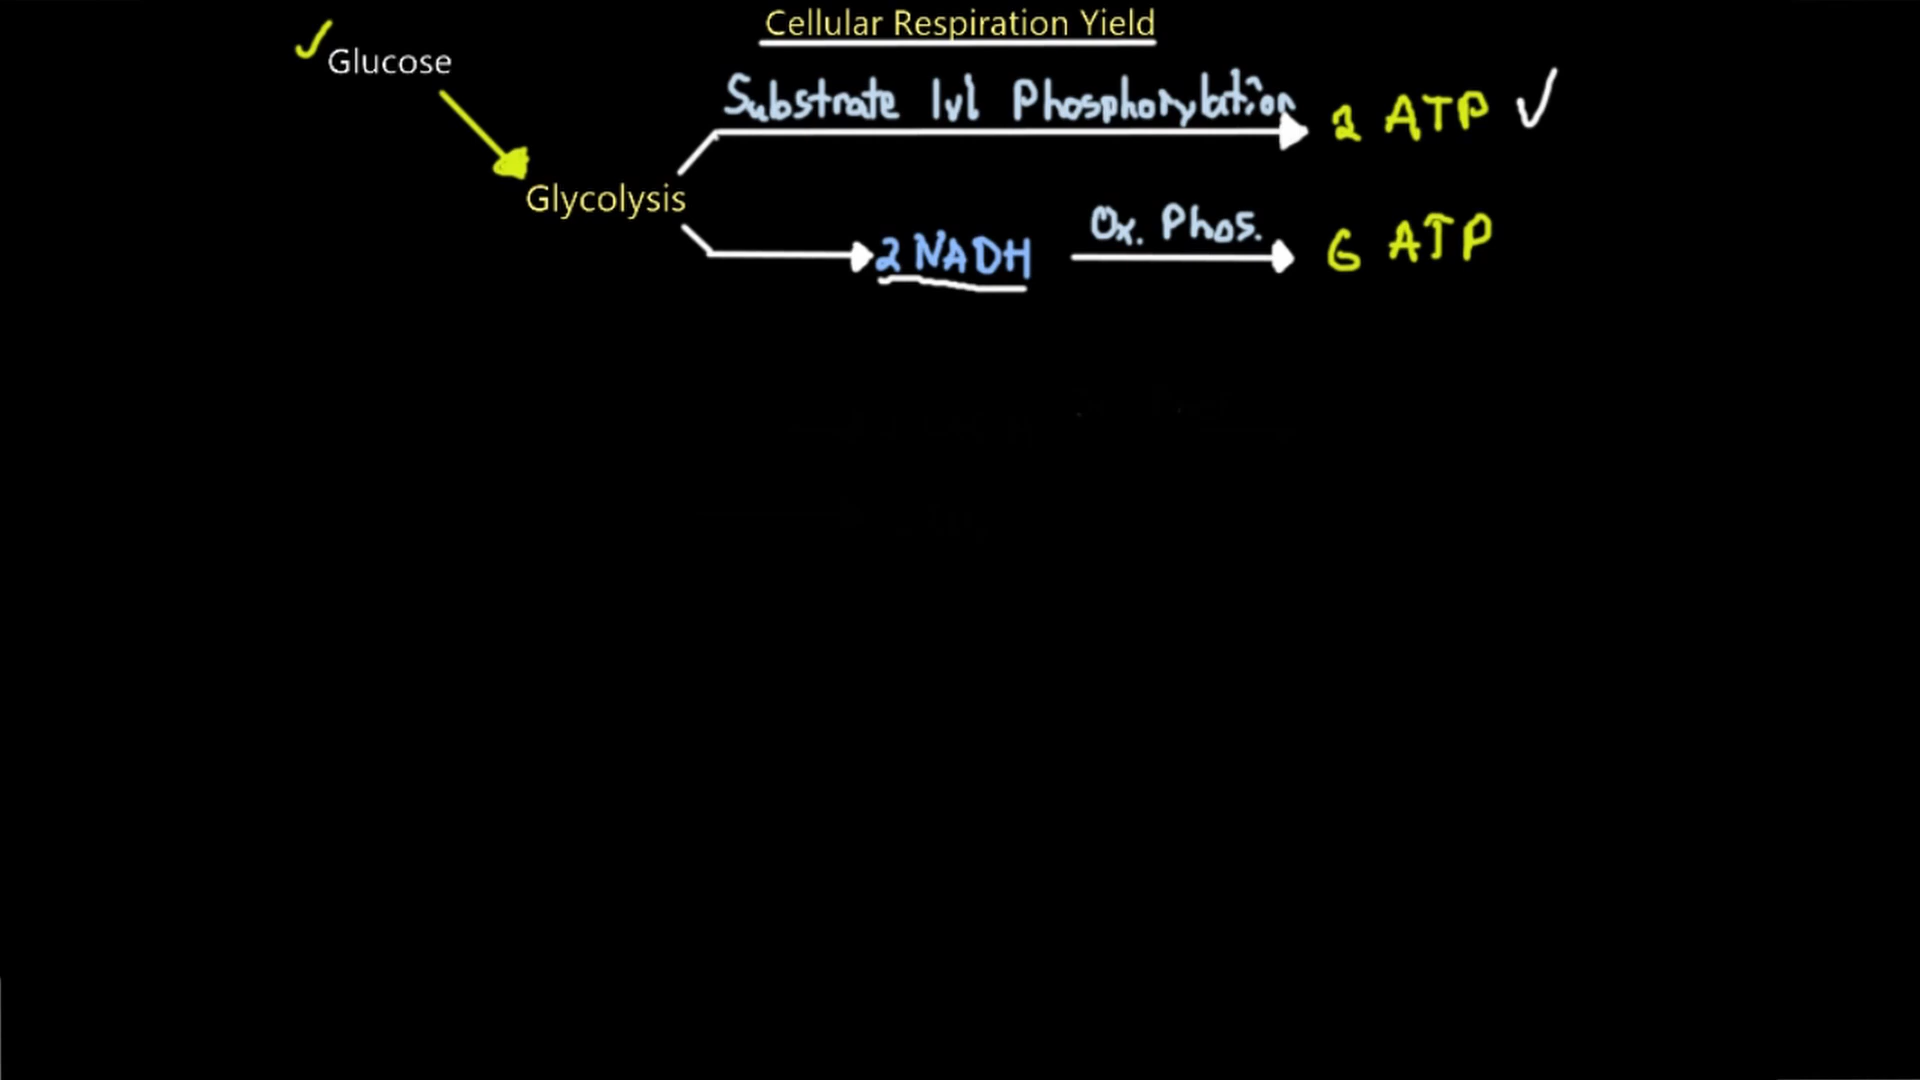 Cellular Respiration Yield
Glucose
Substrate lvl Phosphorylation 2 ATP
Glycolysis
2 NADH Ox. Phos. 6 ATP